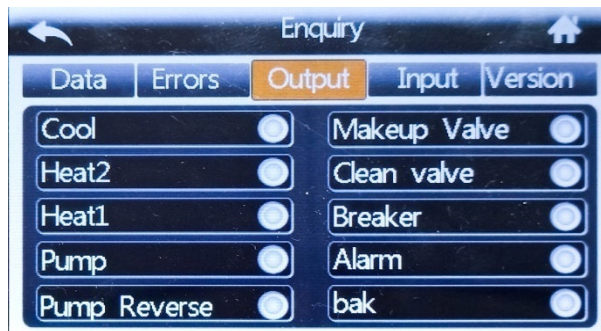 Enquiry
Data Errors Output Input Version
Cool
Heat2
Heat1
Pump
Pump Reverse
Makeup Valve
Clean valve
Breaker
Alarm
bak